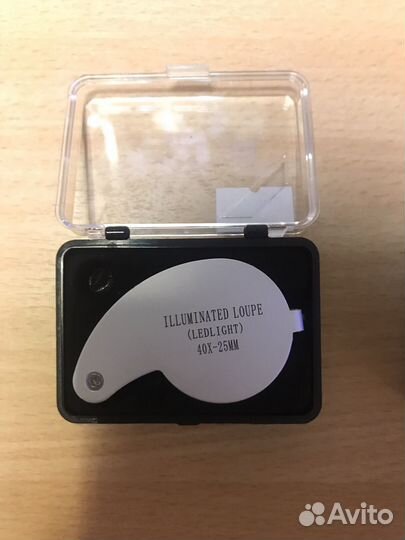 ILLUMINATED LOUPE
(LEDLIGHT)
40X-25MM
Avito